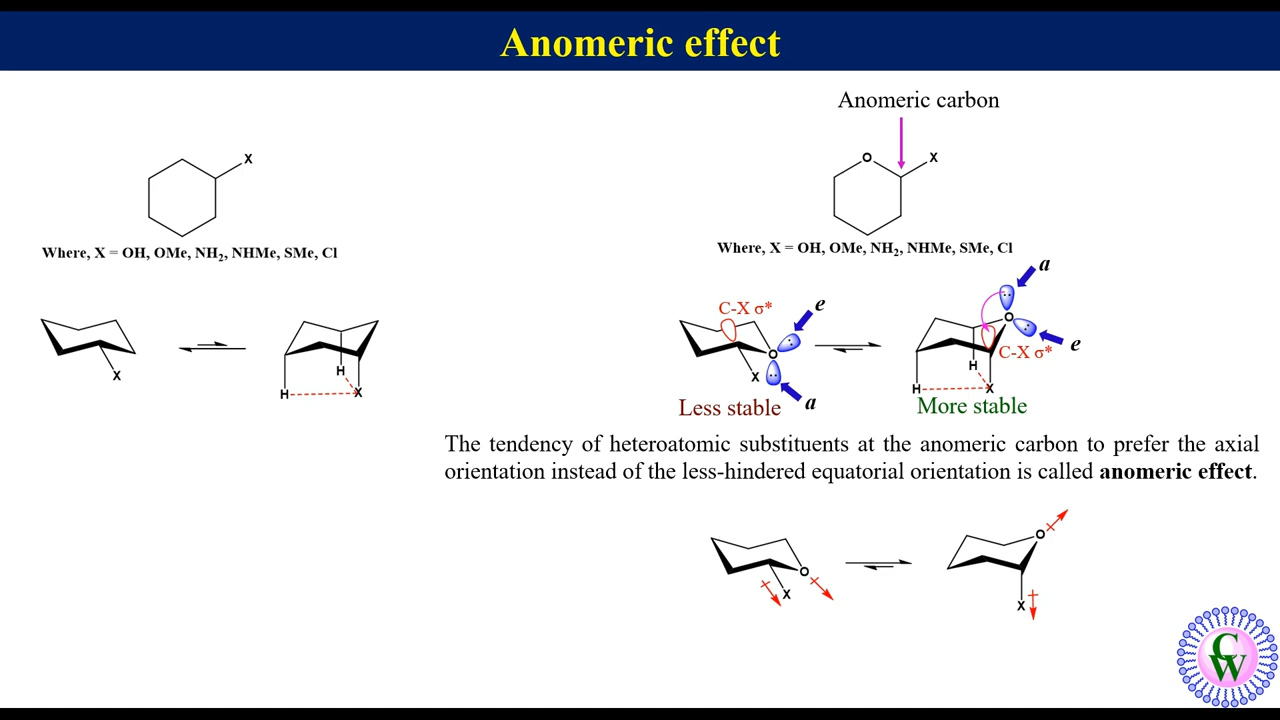 Anomeric effect
X
Where, X = OH, OMe, NH2, NHMe, SMe, Cl
X
H
H
X
Anomeric carbon
O
X
Where, X = OH, OMe, NH2, NHMe, SMe, Cl
C-X σ*
e
O
X
a
Less stable
a
O
e
C-X σ*
H
H
X
More stable
The tendency of heteroatomic substituents at the anomeric carbon to prefer the axial
orientation instead of the less-hindered equatorial orientation is called anomeric effect.
O
X
O
X
C
W